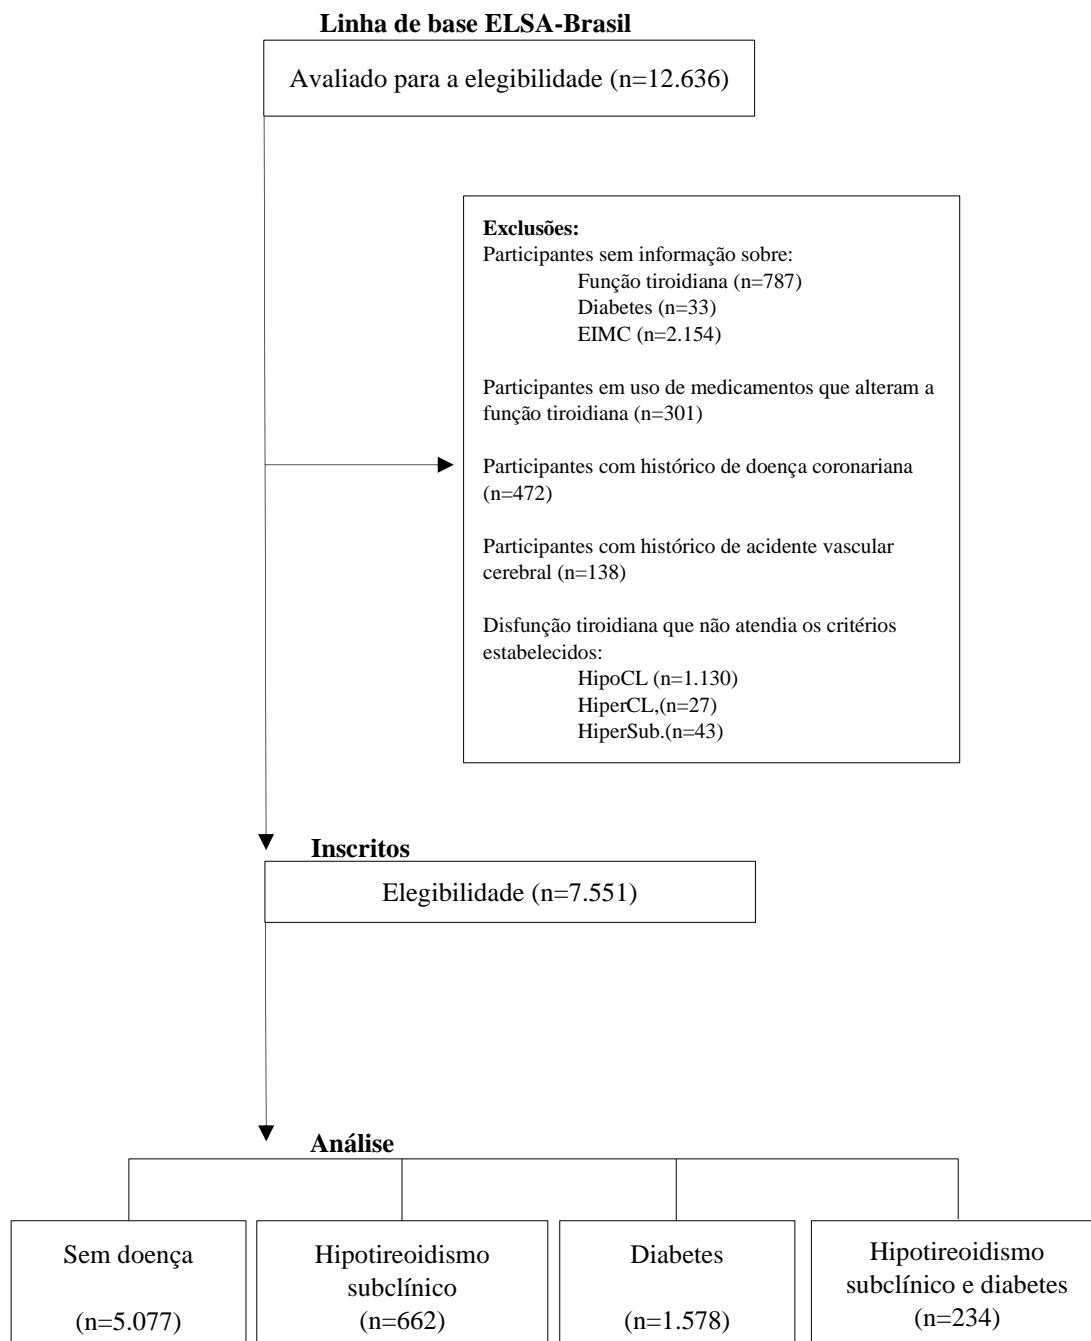 Linha de base ELSA-Brasil
Avaliado para a elegibilidade (n=12.636)
Exclusões:
Participantes sem informação sobre:
Função tiroidiana (n=787)
Diabetes (n=33)
EIMC (n=2.154)
Participantes em uso de medicamentos que alteram a
função tiroidiana (n=301)
Participantes com histórico de doença coronariana
(n=472)
Participantes com histórico de acidente vascular
cerebral (n=138)
Disfunção tiroidiana que não atendia os critérios
estabelecidos:
HipoCL (n=1.130)
HiperCL,(n=27)
HiperSub.(n=43)
Inscritos
Elegibilidade (n=7.551)
Análise
Sem doença
(n=5.077)
Hipotireoidismo
subclínico
(n=662)
Diabetes
(n=1.578)
Hipotireoidismo
subclínico e diabetes
(n=234)